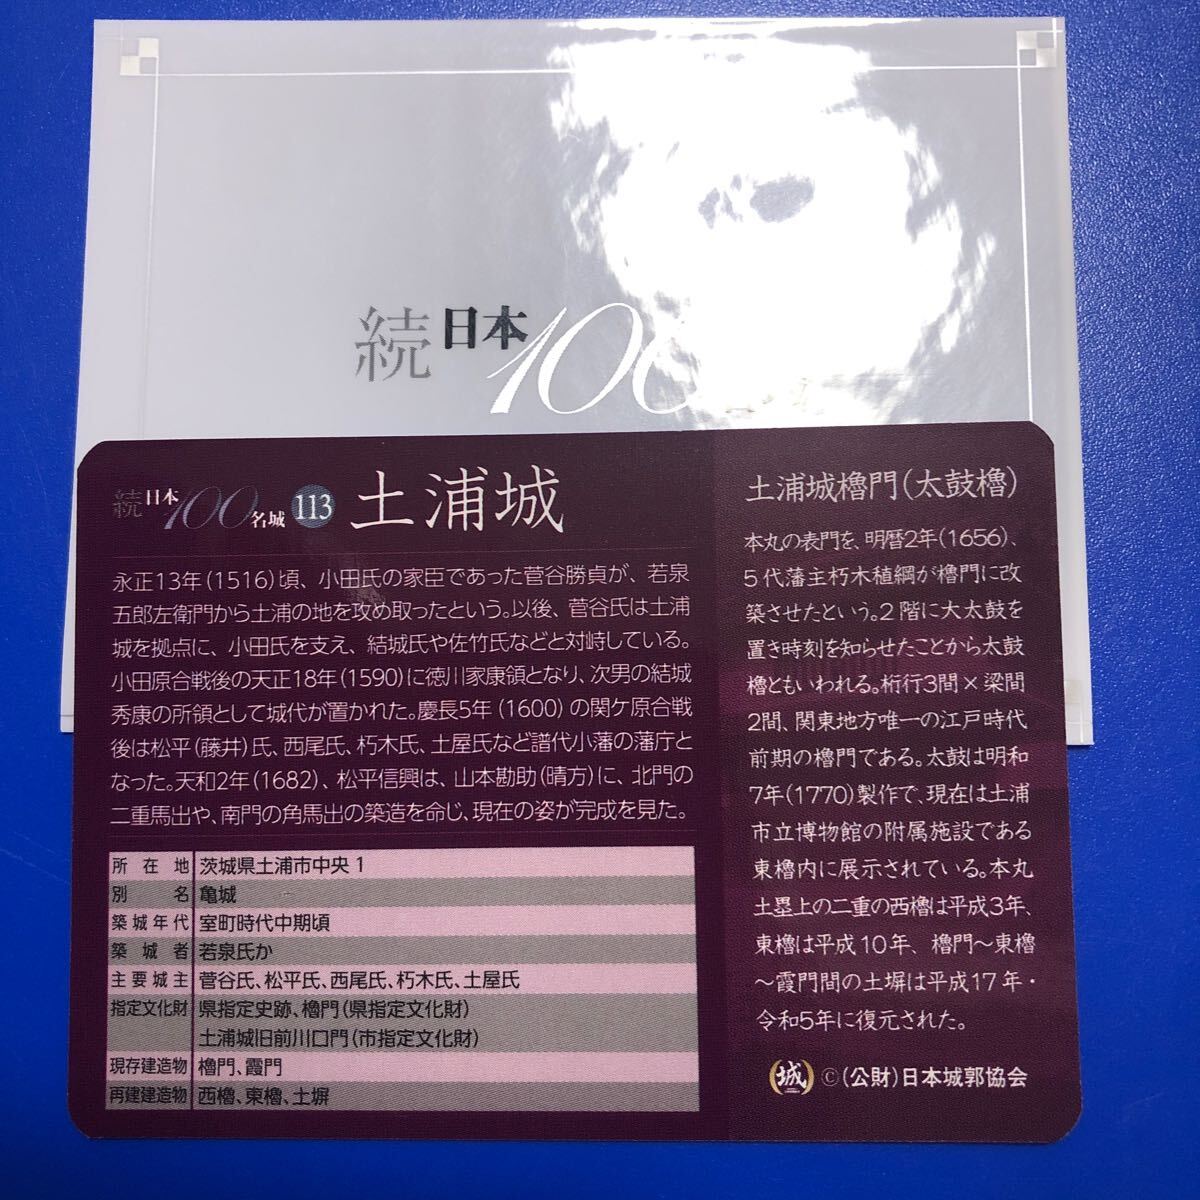 続 日本 100
続 日本 100 名城 113 土浦城
永正13年(1516)頃、小田氏の家臣であった菅谷勝貞が、若泉
五郎左衛門から土浦の地を攻め取ったという。以後、菅谷氏は土浦
城を拠点に、小田氏を支え、結城氏や佐竹氏などと対峙している。
小田原合戦後の天正18年(1590)に徳川家康領となり、次男の結城
秀康の所領として城代が置かれた。慶長5年(1600)の関ケ原合戦
後は松平(藤井)氏、西尾氏、朽木氏、土屋氏など譜代小藩の藩庁と
なった。天和2年(1682)、松平信興は、山本勘助(晴方)に、北門の
二重馬出や、南門の角馬出の築造を命じ、現在の姿が完成を見た。
所在地 茨城県土浦市中央1
別名 亀城
築城年代 室町時代中期頃
築城者 若泉氏か
主要城主 菅谷氏、松平氏、西尾氏、朽木氏、土屋氏
指定文化財 県指定史跡、櫓門(県指定文化財)
土浦城旧前川口門(市指定文化財)
現存建造物 櫓門、霞門
再建建造物 西櫓、東櫓、土塀
土浦城櫓門(太鼓櫓)
本丸の表門を、明暦2年(1656)、
5代藩主朽木稙綱が櫓門に改
築させたという。2階に大太鼓を
置き時刻を知らせたことから太鼓
櫓ともいわれる。桁行3間×梁間
2間、関東地方唯一の江戸時代
前期の櫓門である。太鼓は明和
7年(1770)製作で、現在は土浦
市立博物館の附属施設である
東櫓内に展示されている。本丸
土塁上の二重の西櫓は平成3年、
東櫓は平成10年、櫓門～東櫓
～霞門間の土塀は平成17年・
令和5年に復元された。
城 ©(公財)日本城郭協会